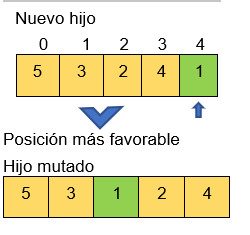 Nuevo hijo
0 1 2 3 4
5 3 2 4 1
Posición más favorable
Hijo mutado
5 3 1 2 4